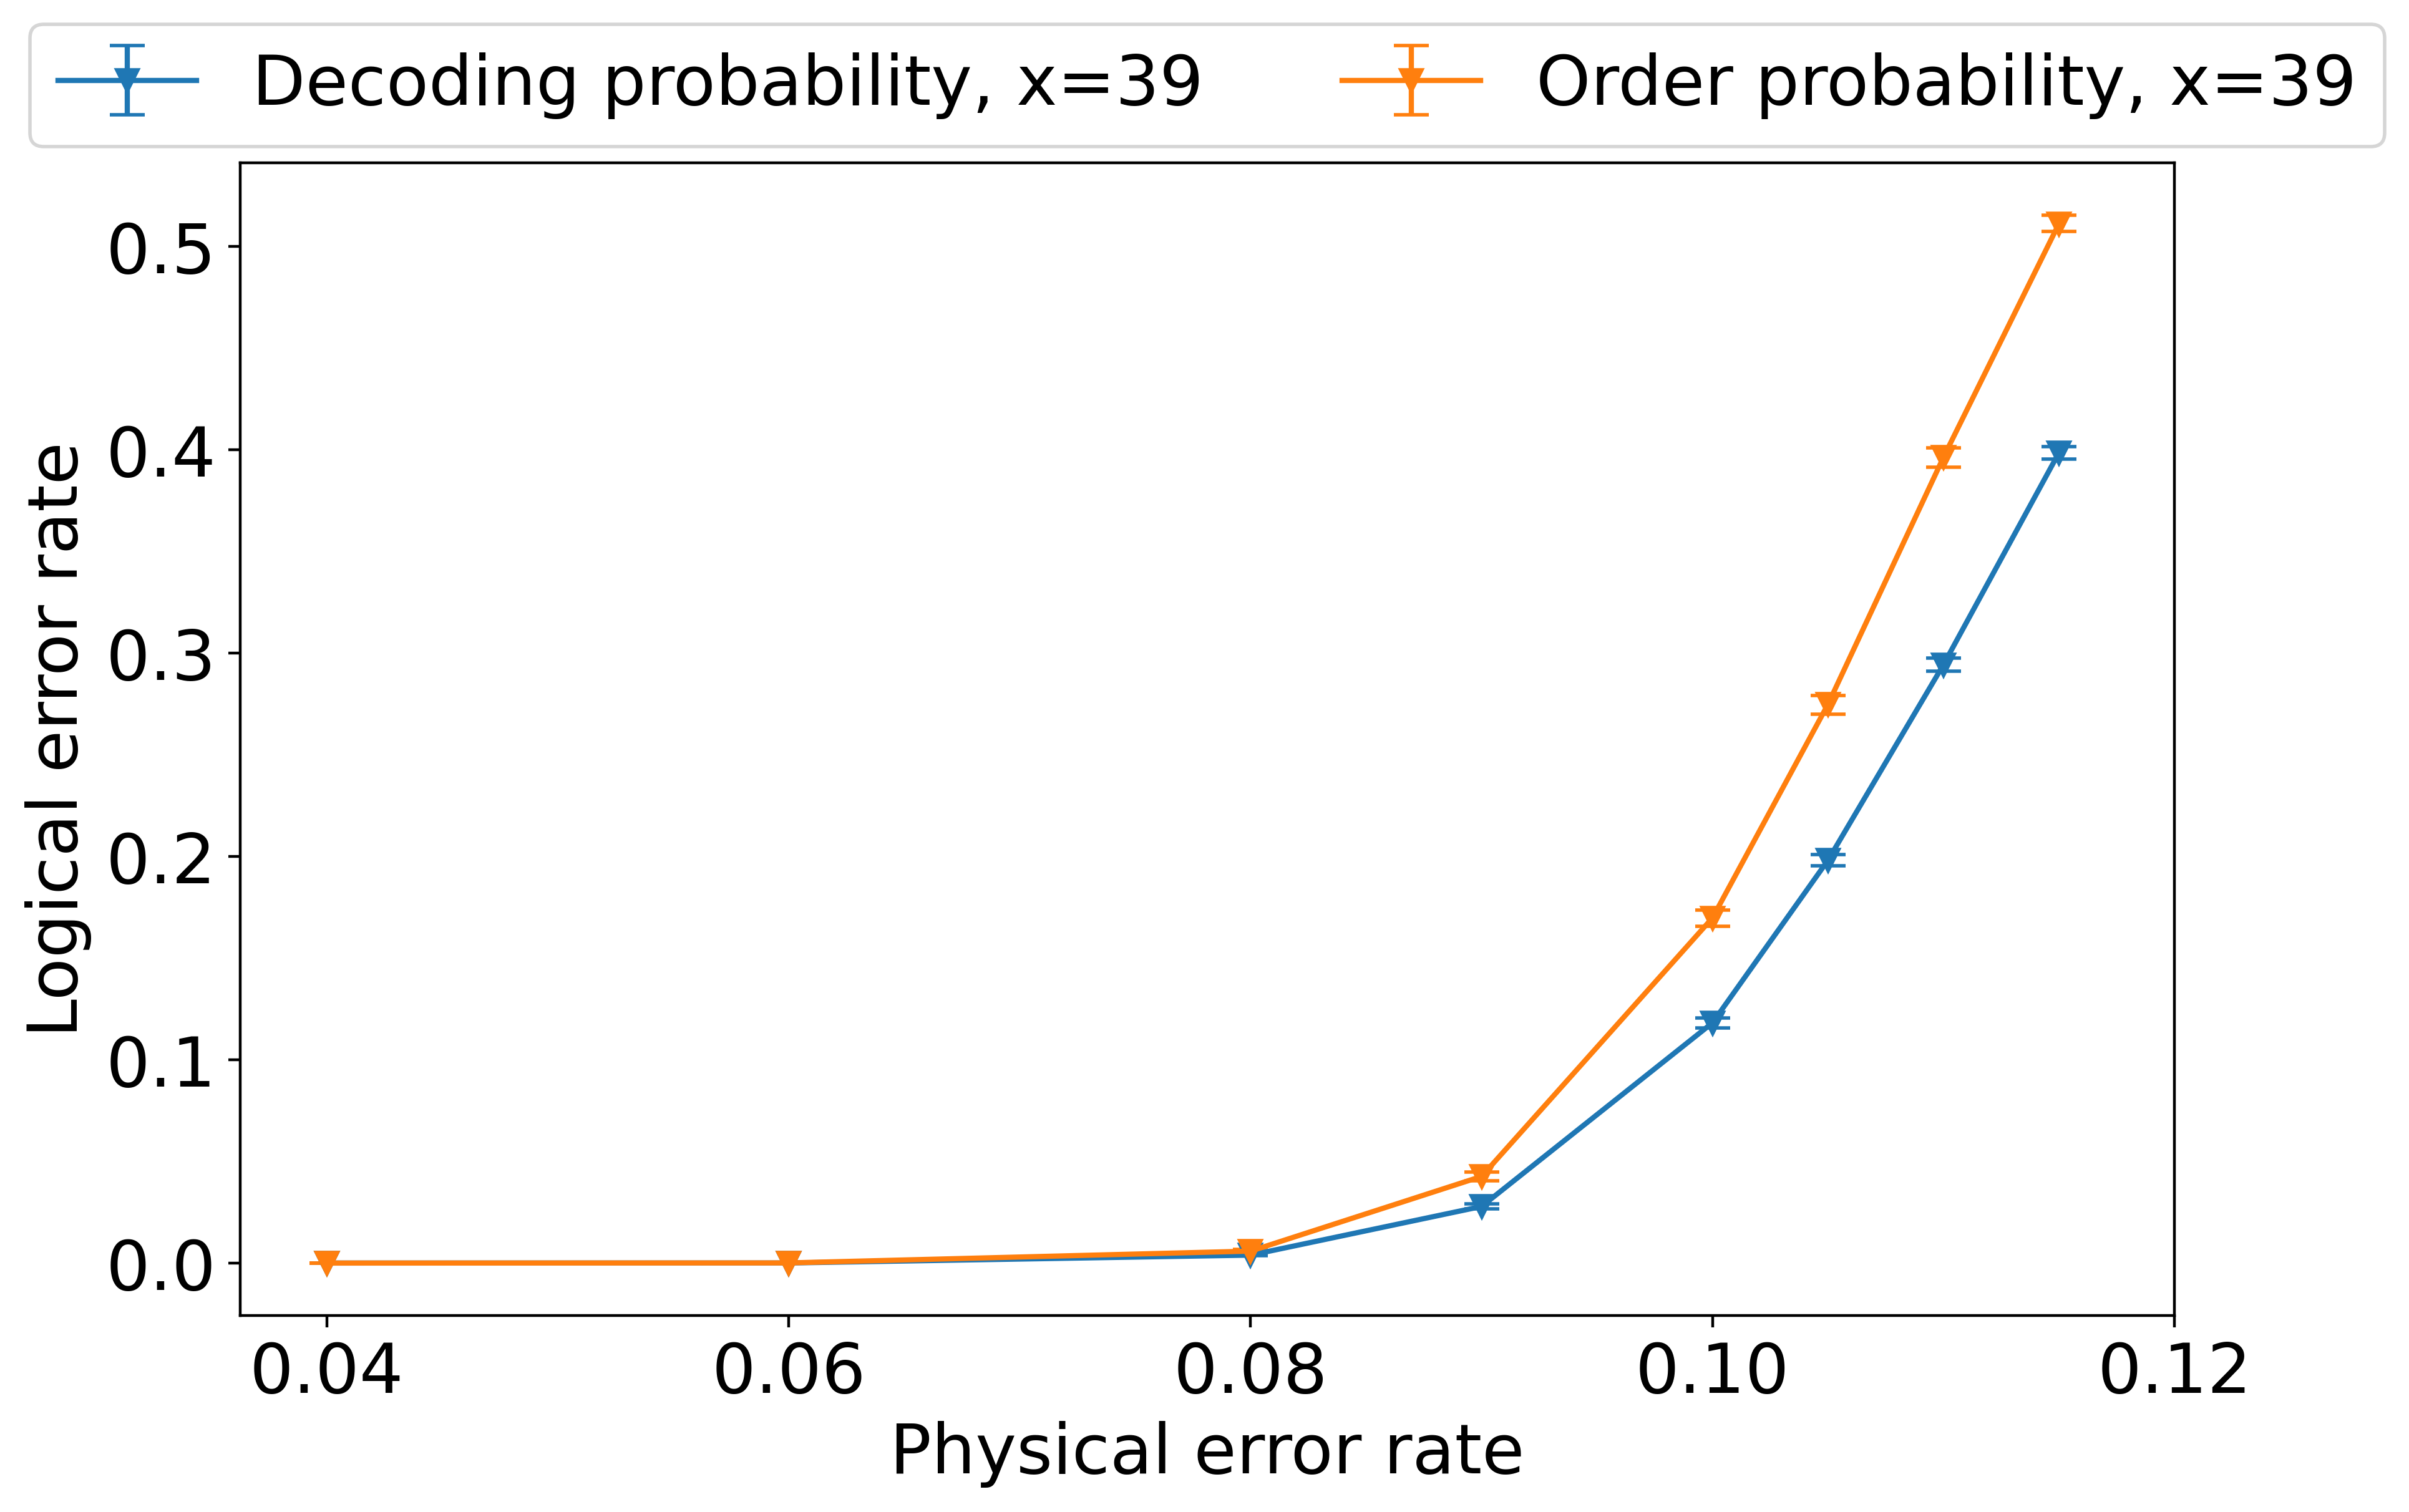 Decoding probability, x=39
Order probability, x=39
Logical error rate
0.5
0.4
0.3
0.2
0.1
0.0
0.04
0.06
0.08
0.10
0.12
Physical error rate